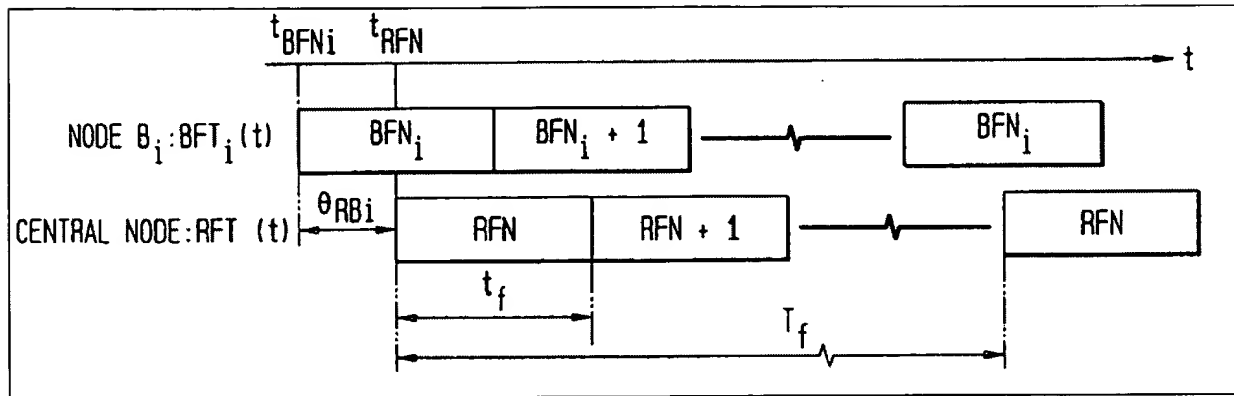 t_BFNi t_RFN
t
NODE B_i:BFT_i(t) BFN_i BFN_i + 1 BFN_i
θ_RBi
CENTRAL NODE:RFT (t) RFN RFN + 1 RFN
t_f
T_f